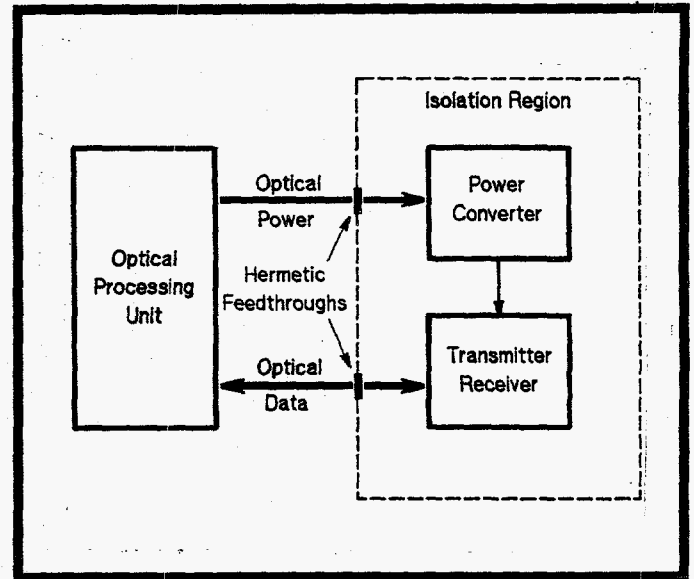 Isolation Region
Optical
Power
Power
Converter
Optical
Processing
Unit
Hermetic
Feedthroughs
Optical
Data
Transmitter
Receiver